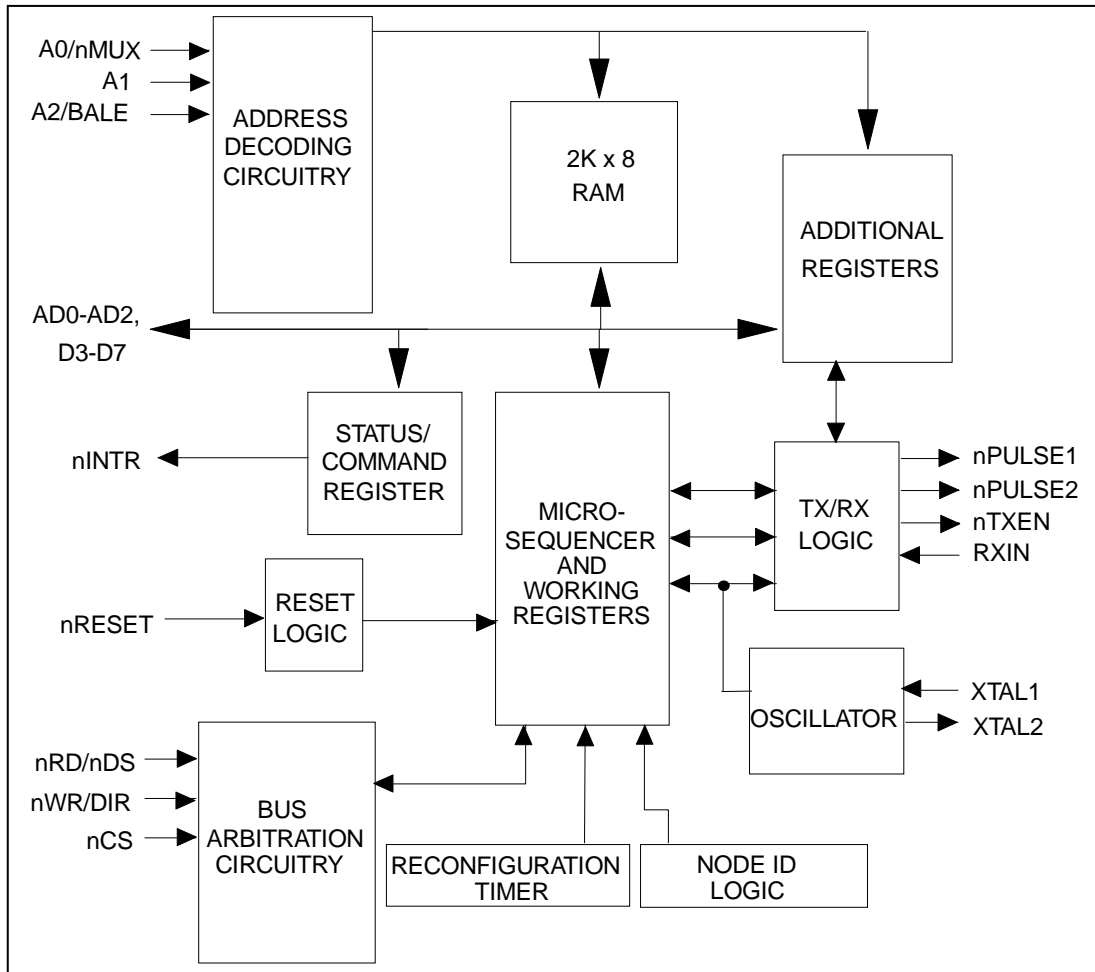 A0/nMUX
A1
A2/BALE
ADDRESS
DECODING
CIRCUITRY
2K x 8
RAM
ADDITIONAL
REGISTERS
AD0-AD2,
D3-D7
nINTR
STATUS/
COMMAND
REGISTER
MICRO-
SEQUENCER
AND
WORKING
REGISTERS
TX/RX
LOGIC
nPULSE1
nPULSE2
nTXEN
RXIN
nRESET
RESET
LOGIC
OSCILLATOR
XTAL1
XTAL2
nRD/nDS
nWR/DIR
nCS
BUS
ARBITRATION
CIRCUITRY
RECONFIGURATION
TIMER
NODE ID
LOGIC